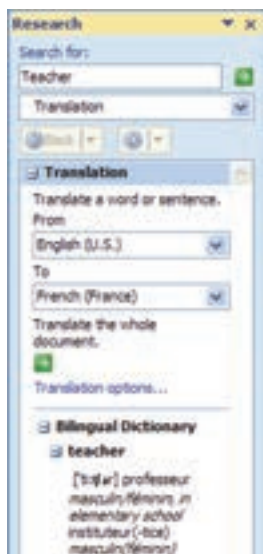 Research
Search for:
Teacher
Translation
Back
Translation
Translate a word or sentence.
From
English (U.S.)
To
French (France)
Translate the whole
document.
Translation options...
Bilingual Dictionary
teacher
professeur
masculin/féminin, in
elementary school
instituteur(-trice)
masculin/féminin]